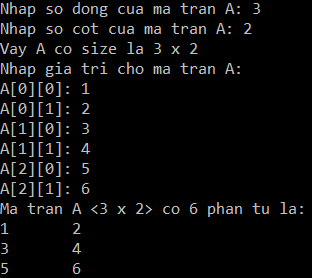 Nhap so dong cua ma tran A: 3
Nhap so cot cua ma tran A: 2
Vay A co size la 3 x 2
Nhap gia tri cho ma tran A:
A[0][0]: 1
A[0][1]: 2
A[1][0]: 3
A[1][1]: 4
A[2][0]: 5
A[2][1]: 6
Ma tran A <3 x 2> co 6 phan tu la:
1 2
3 4
5 6